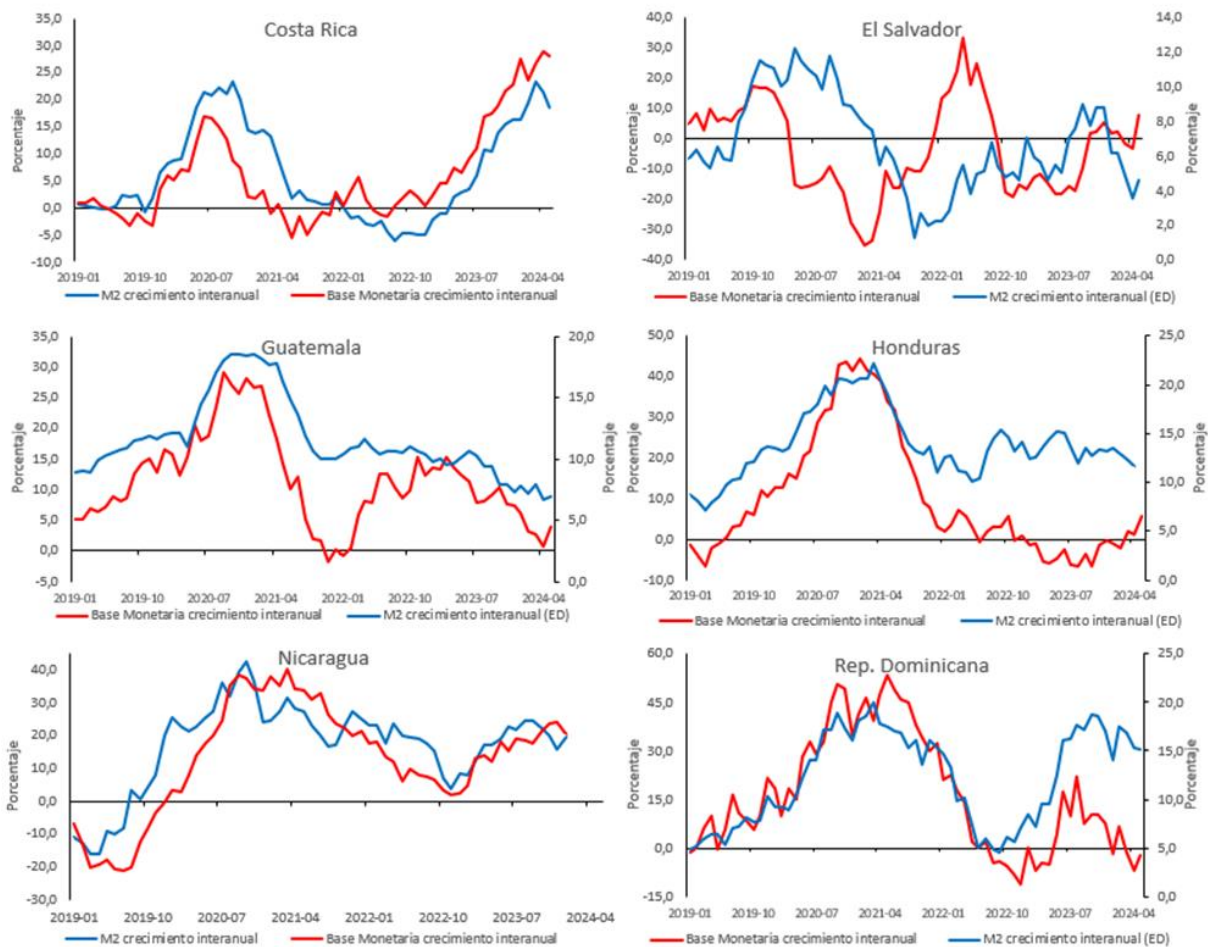 Costa Rica
35,0
30,0
25,0
20,0
15,0
10,0
5,0
0,0
-5,0
-10,0
Porcentaje
2019-01 2019-10 2020-07 2021-04 2022-01 2022-10 2023-07 2024-04
M2 crecimiento interanual Base Monetaria crecimiento interanual
El Salvador
40,0
30,0
20,0
10,0
0,0
-10,0
-20,0
-30,0
-40,0
Porcentaje
14,0
12,0
10,0
8,0
6,0
4,0
2,0
0,0
Porcentaje
2019-01 2019-10 2020-07 2021-04 2022-01 2022-10 2023-07 2024-04
Base Monetaria crecimiento interanual M2 crecimiento interanual (ED)
Guatemala
35,0
30,0
25,0
20,0
15,0
10,0
5,0
0,0
-5,0
Porcentaje
20,0
15,0
10,0
5,0
0,0
Porcentaje
2019-01 2019-10 2020-07 2021-04 2022-01 2022-10 2023-07 2024-04
Base Monetaria crecimiento interanual M2 crecimiento interanual (ED)
Honduras
50,0
40,0
30,0
20,0
10,0
0,0
-10,0
Porcentaje
25,0
20,0
15,0
10,0
5,0
0,0
Porcentaje
2019-01 2019-10 2020-07 2021-04 2022-01 2022-10 2023-07 2024-04
Base Monetaria crecimiento interanual M2 crecimiento interanual (ED)
Nicaragua
40,0
30,0
20,0
10,0
0,0
-10,0
-20,0
-30,0
Porcentaje
2019-01 2019-10 2020-07 2021-04 2022-01 2022-10 2023-07 2024-04
M2 crecimiento interanual Base Monetaria crecimiento interanual
Rep. Dominicana
60,0
45,0
30,0
15,0
0,0
-15,0
Porcentaje
25,0
20,0
15,0
10,0
5,0
0,0
Porcentaje
2019-01 2019-10 2020-07 2021-04 2022-01 2022-10 2023-07 2024-04
Base Monetaria crecimiento interanual M2 crecimiento interanual (ED)